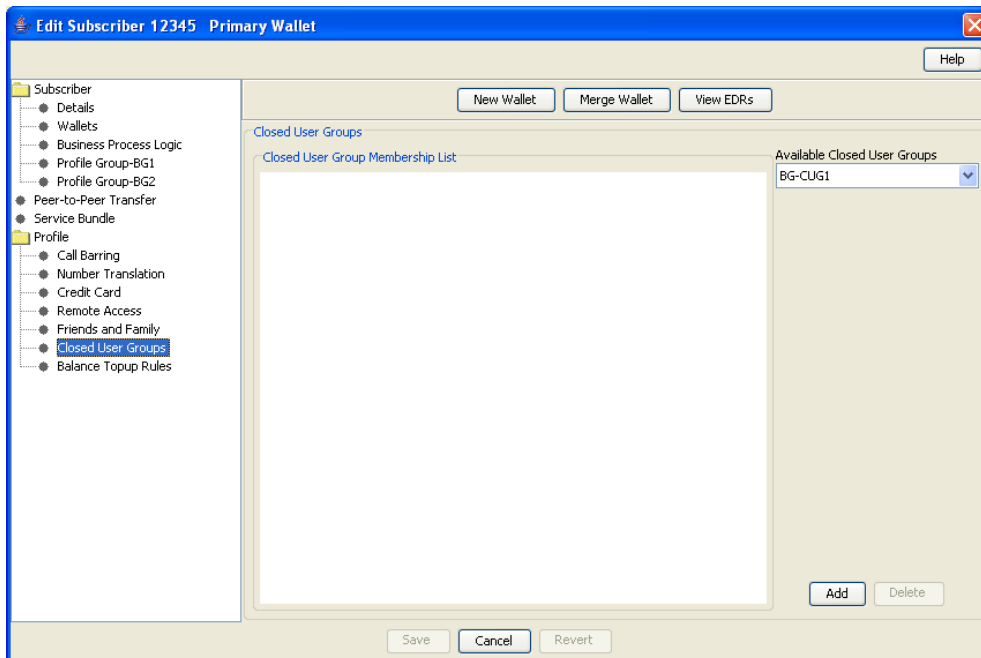 Edit Subscriber 12345 Primary Wallet
Help
Subscriber
Details
Wallets
Business Process Logic
Profile Group-BG1
Profile Group-BG2
Peer-to-Peer Transfer
Service Bundle
Profile
Call Barring
Number Translation
Credit Card
Remote Access
Friends and Family
Closed User Groups
Balance Topup Rules
New Wallet Merge Wallet View EDRs
Closed User Groups
Closed User Group Membership List
Available Closed User Groups
BG-CUG1
Add Delete
Save Cancel Revert